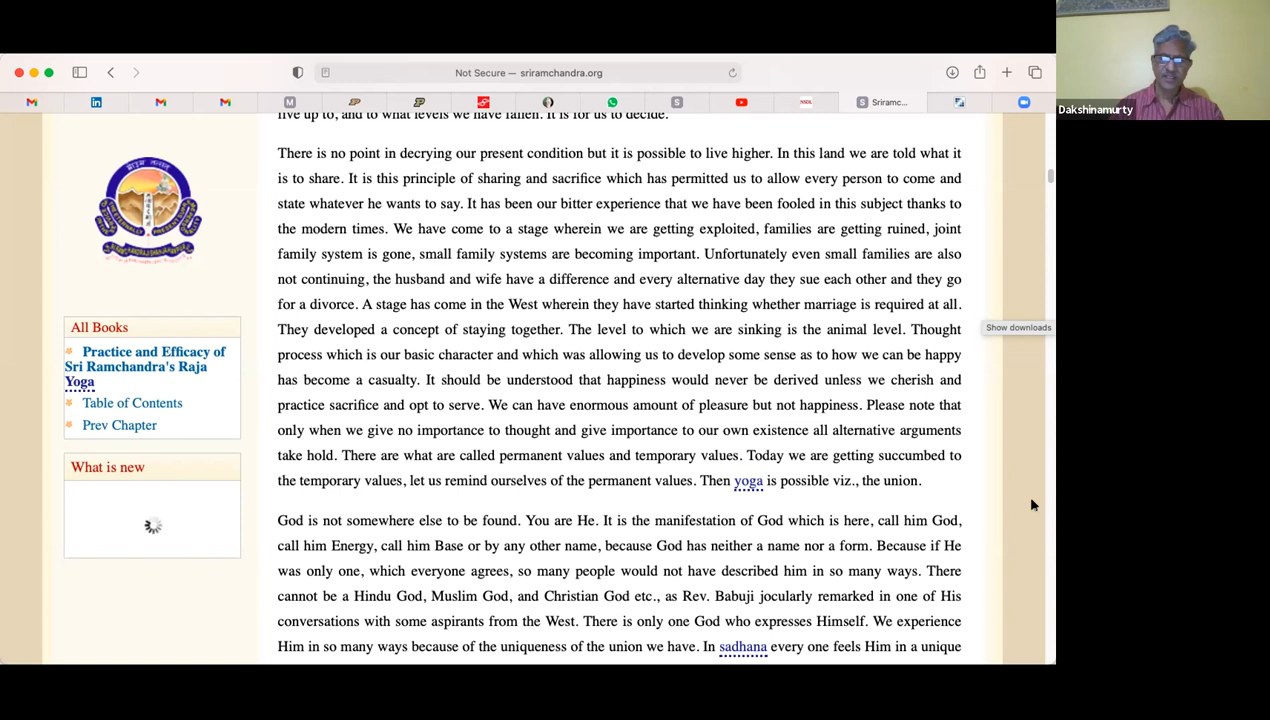 Not Secure — sriramchandra.org
Sriramc...
Dakshinamurty
live up to, and to what levels we have fallen. It is for us to decide.
There is no point in decrying our present condition but it is possible to live higher. In this land we are told what it
is to share. It is this principle of sharing and sacrifice which has permitted us to allow every person to come and
state whatever he wants to say. It has been our bitter experience that we have been fooled in this subject thanks to
the modern times. We have come to a stage wherein we are getting exploited, families are getting ruined, joint
family system is gone, small family systems are becoming important. Unfortunately even small families are also
not continuing, the husband and wife have a difference and every alternative day they sue each other and they go
for a divorce. A stage has come in the West wherein they have started thinking whether marriage is required at all.
They developed a concept of staying together. The level to which we are sinking is the animal level. Thought
process which is our basic character and which was allowing us to develop some sense as to how we can be happy
has become a casualty. It should be understood that happiness would never be derived unless we cherish and
practice sacrifice and opt to serve. We can have enormous amount of pleasure but not happiness. Please note that
only when we give no importance to thought and give importance to our own existence all alternative arguments
take hold. There are what are called permanent values and temporary values. Today we are getting succumbed to
the temporary values, let us remind ourselves of the permanent values. Then yoga is possible viz., the union.
God is not somewhere else to be found. You are He. It is the manifestation of God which is here, call him God,
call him Energy, call him Base or by any other name, because God has neither a name nor a form. Because if He
was only one, which everyone agrees, so many people would not have described him in so many ways. There
cannot be a Hindu God, Muslim God, and Christian God etc., as Rev. Babuji jocularly remarked in one of His
conversations with some aspirants from the West. There is only one God who expresses Himself. We experience
Him in so many ways because of the uniqueness of the union we have. In sadhana every one feels Him in a unique
All Books
Practice and Efficacy of
Sri Ramchandra's Raja
Yoga
Table of Contents
Prev Chapter
What is new
Show downloads